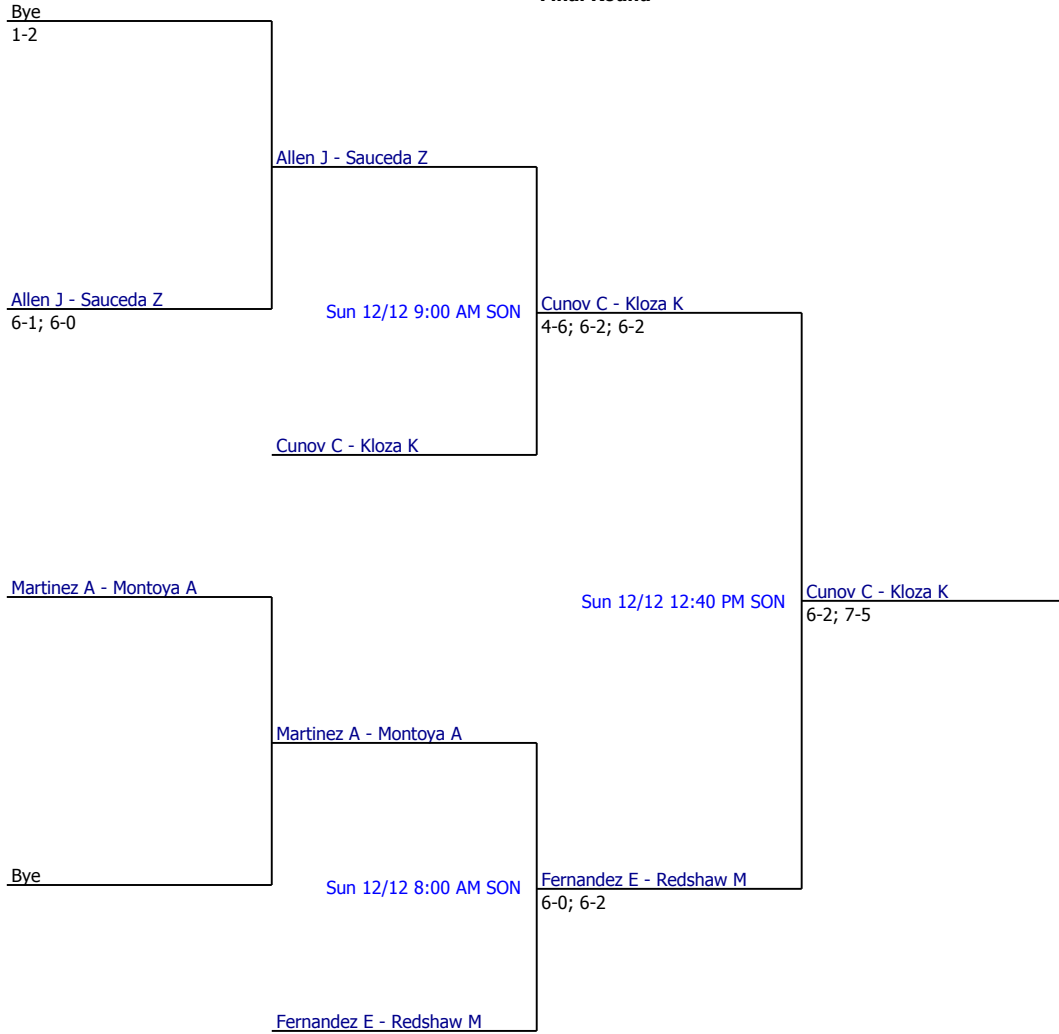 Final Round
Bye
1-2
Allen J - Sauceda Z
Allen J - Sauceda Z
6-1; 6-0
Sun 12/12 9:00 AM SON
Cunov C - Kloza K
4-6; 6-2; 6-2
Cunov C - Kloza K
Martinez A - Montoya A
Sun 12/12 12:40 PM SON
Cunov C - Kloza K
6-2; 7-5
Martinez A - Montoya A
Bye
Sun 12/12 8:00 AM SON
Fernandez E - Redshaw M
6-0; 6-2
Fernandez E - Redshaw M